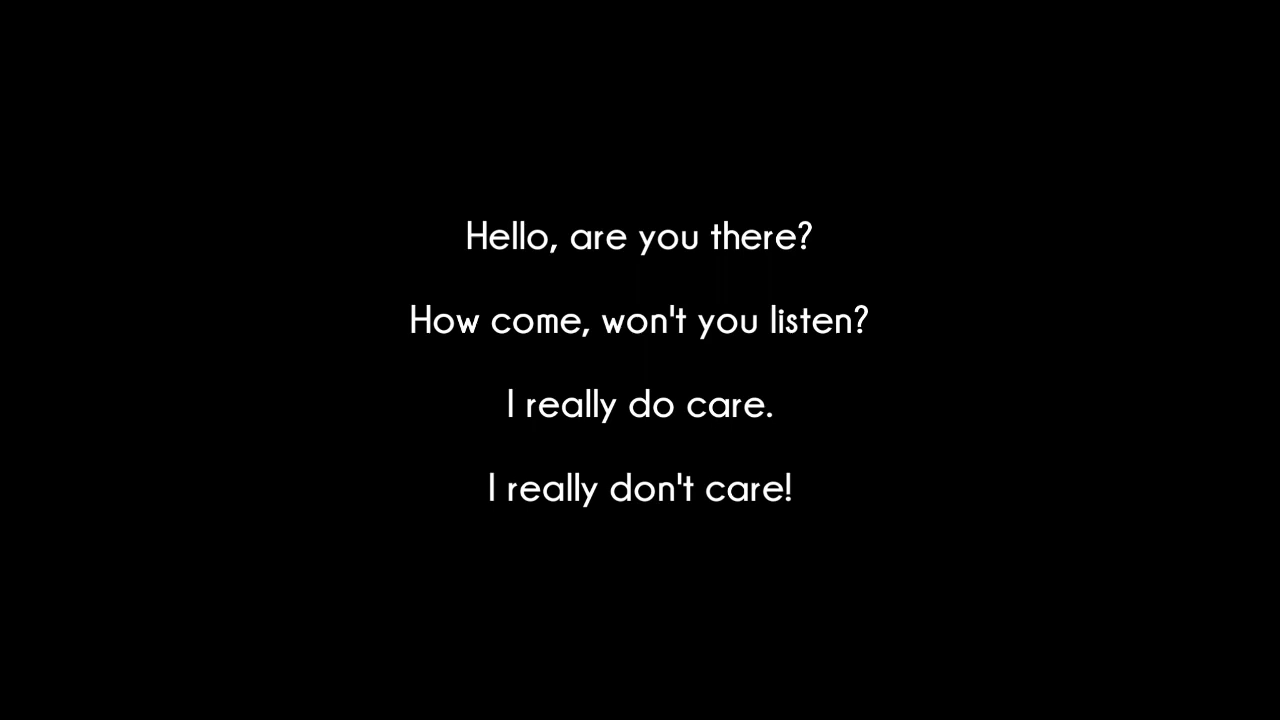 Hello, are you there?
How come, won't you listen?
I really do care.
I really don't care!